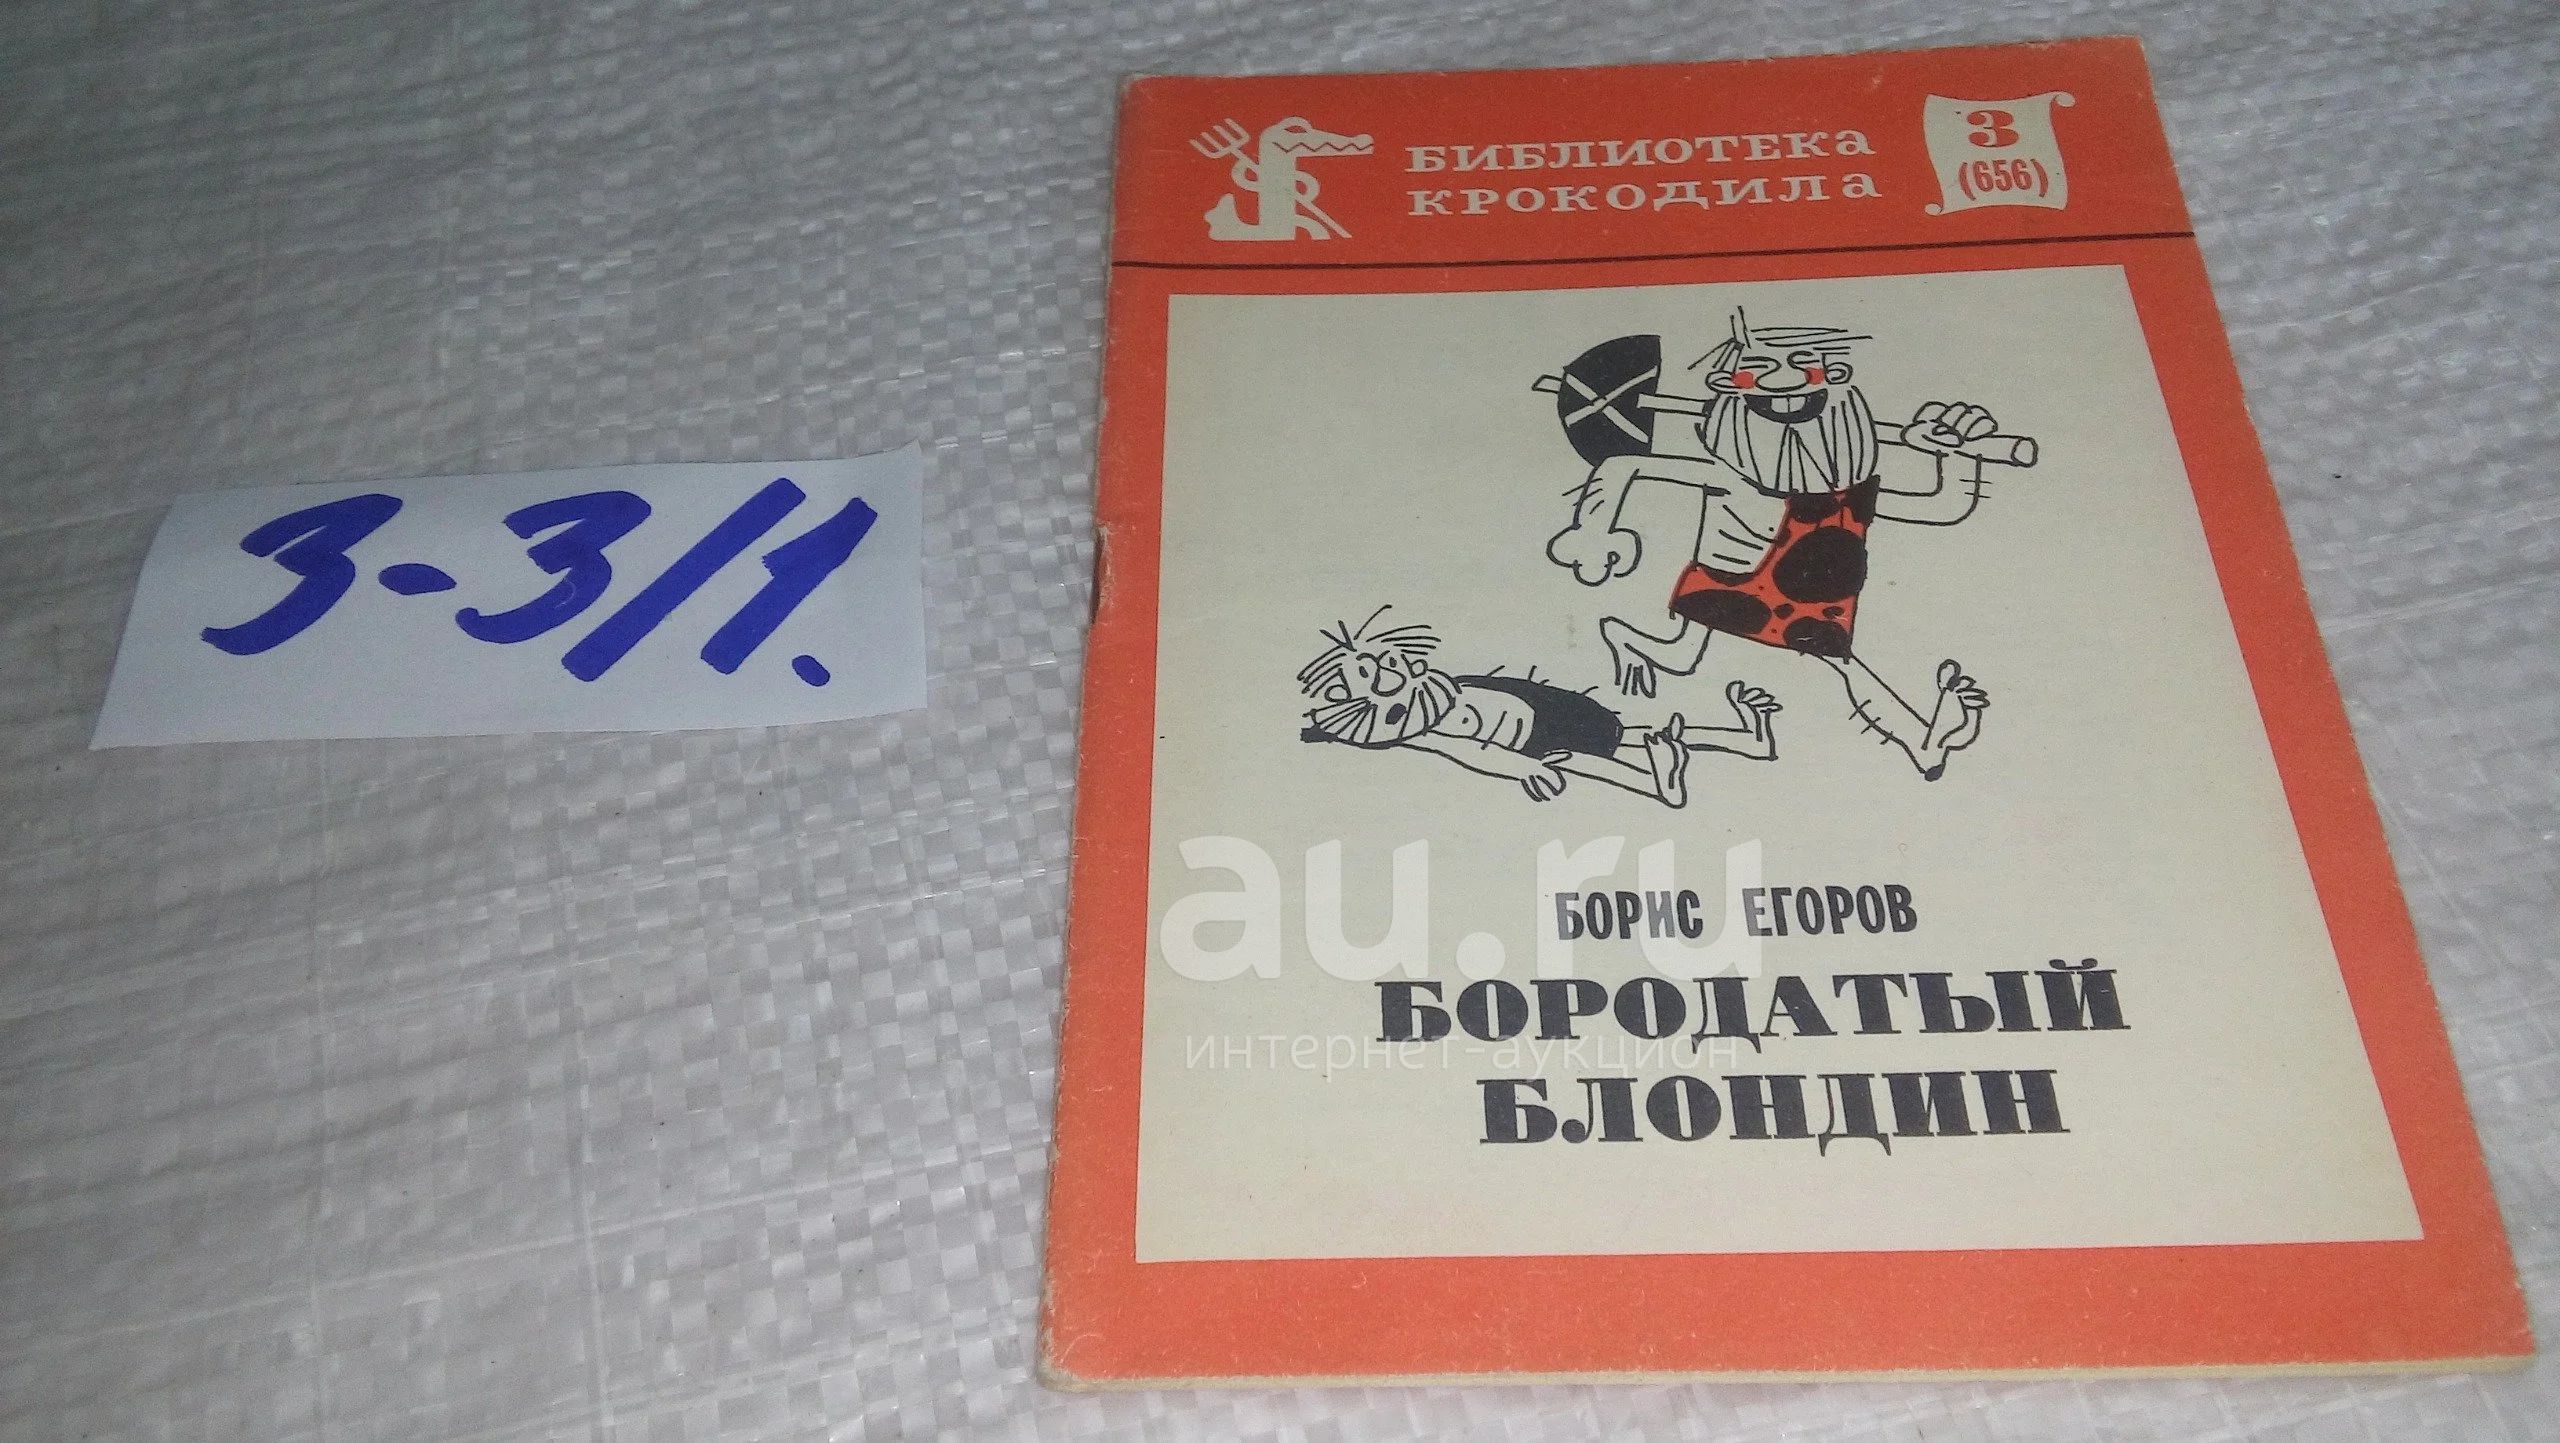 3-3/1.
БИБЛИОТЕКА
КРОКОДИЛА
3
(656)
БОРИС ЕГОРОВ
БОРОДАТЫЙ
БЛОНДИН
au.ru
интернет-аукцион